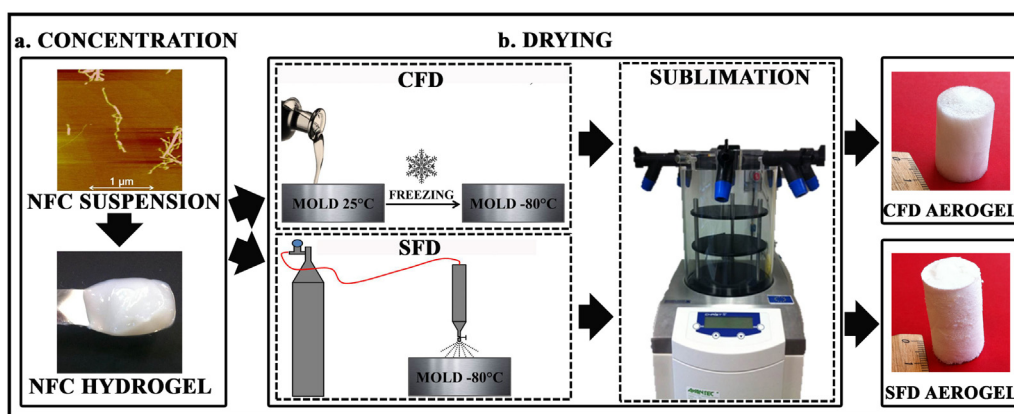 a. CONCENTRATION
1 µm
NFC SUSPENSION
NFC HYDROGEL
b. DRYING
CFD
MOLD 25°C
FREEZING
MOLD -80°C
SFD
MOLD -80°C
SUBLIMATION
CFD AEROGEL
SFD AEROGEL